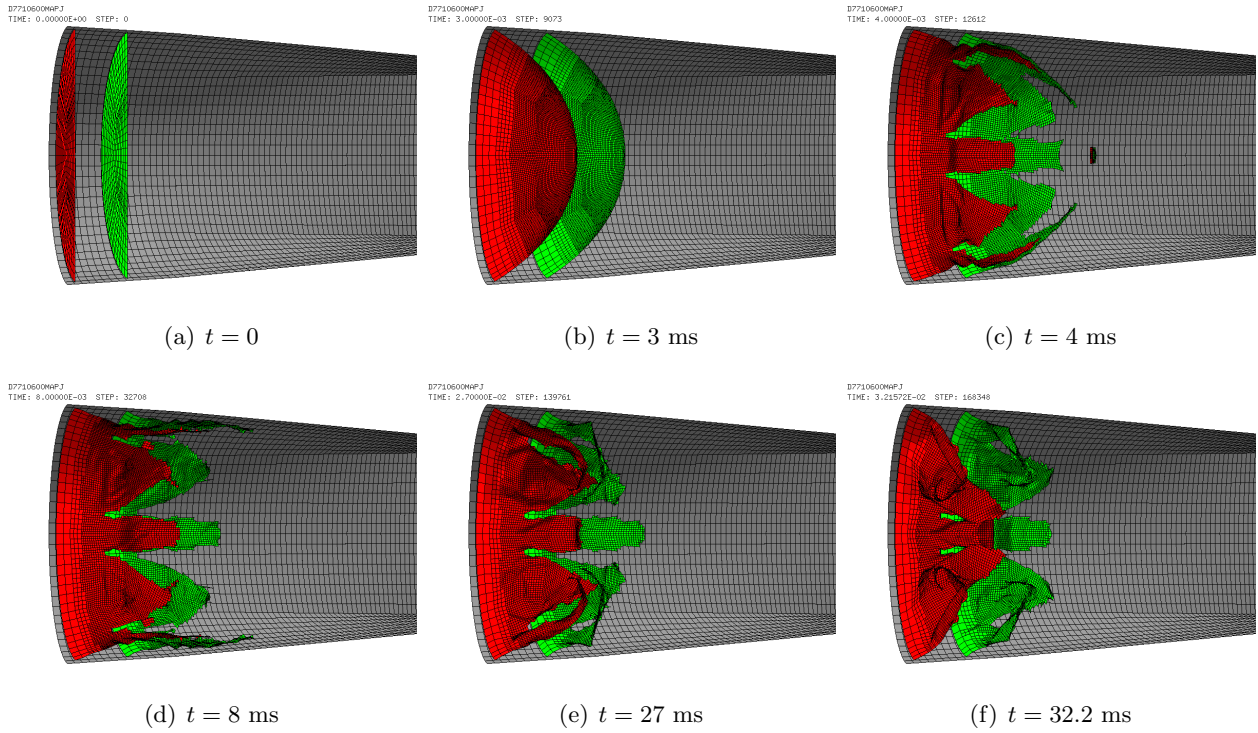 D7710600MAPJ
TIME: 0.00000E+00 STEP: 0
D7710600MAPJ
TIME: 3.00000E-03 STEP: 9073
D7710600MAPJ
TIME: 4.00000E-03 STEP: 12612
(a) t = 0
(b) t = 3 ms
(c) t = 4 ms
D7710600MAPJ
TIME: 8.00000E-03 STEP: 32708
D7710600MAPJ
TIME: 2.70000E-02 STEP: 139761
D7710600MAPJ
TIME: 3.21572E-02 STEP: 168348
(d) t = 8 ms
(e) t = 27 ms
(f) t = 32.2 ms